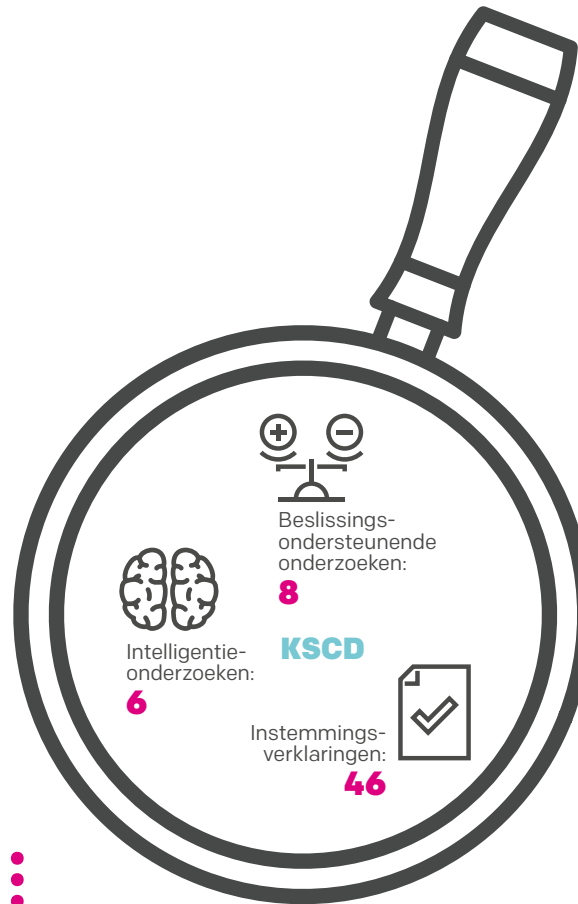 Beslissings-
ondersteunende
onderzoeken:
8
KSCD
Intelligentie-
onderzoeken:
6
Instemmings-
verklaringen:
46